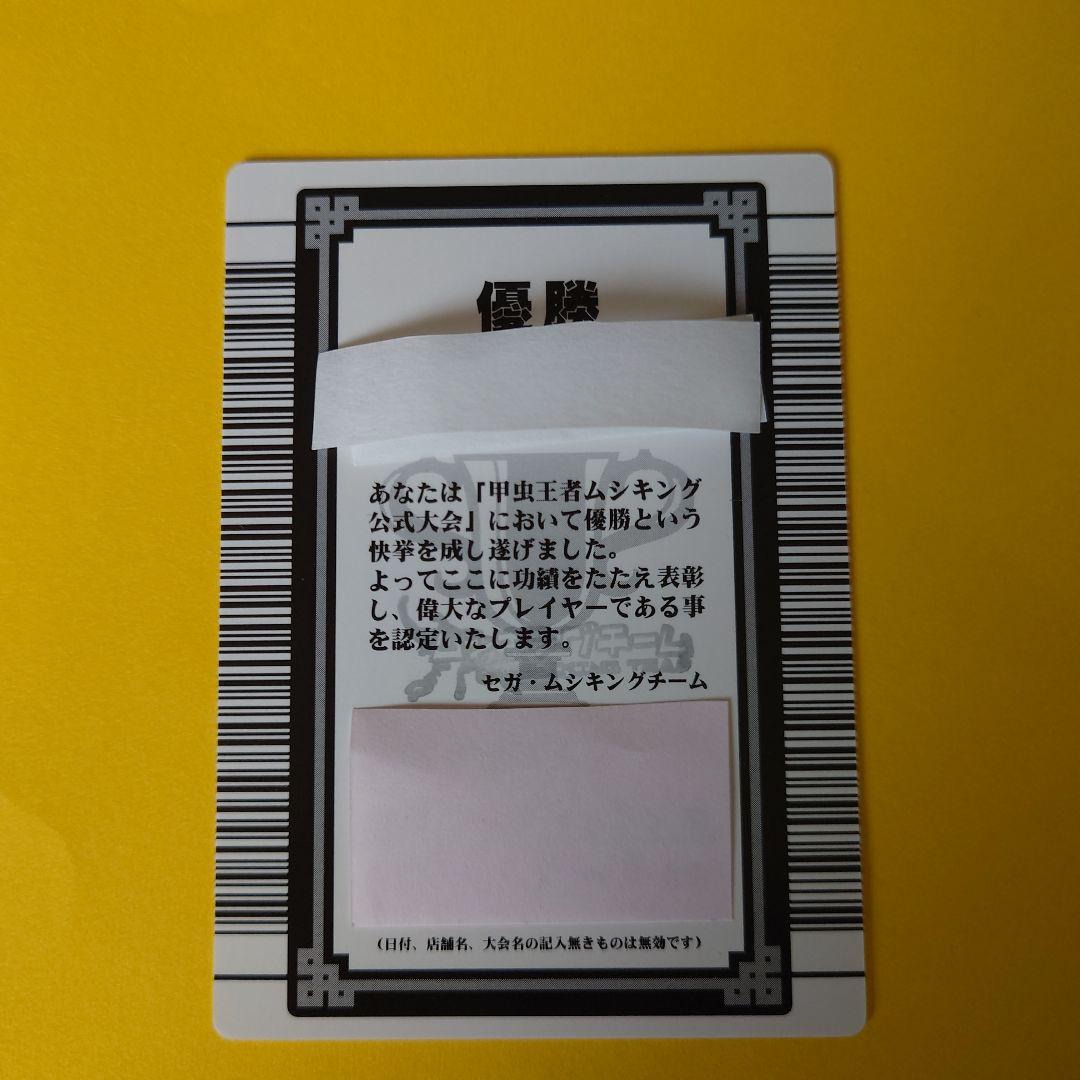 優勝
あなたは「甲虫王者ムシキング
公式大会」において優勝という
快挙を成し遂げました。
よってここに功績をたたえ表彰
し、偉大なプレイヤーである事
を認定いたします。
セガ・ムシキングチーム
（日付、店舗名、大会名の記入無きものは無効です）